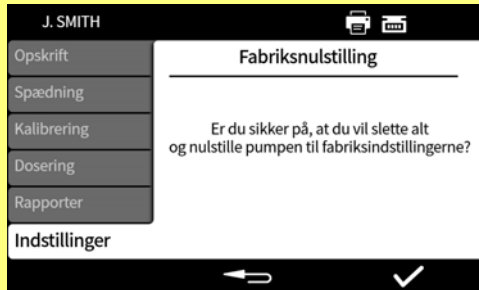 J. SMITH
Opskrift
Spædning
Kalibrering
Dosering
Rapporter
Indstillinger
Fabriksnulstilling
Er du sikker på, at du vil slette alt
og nulstille pumpen til fabriksindstillingerne?